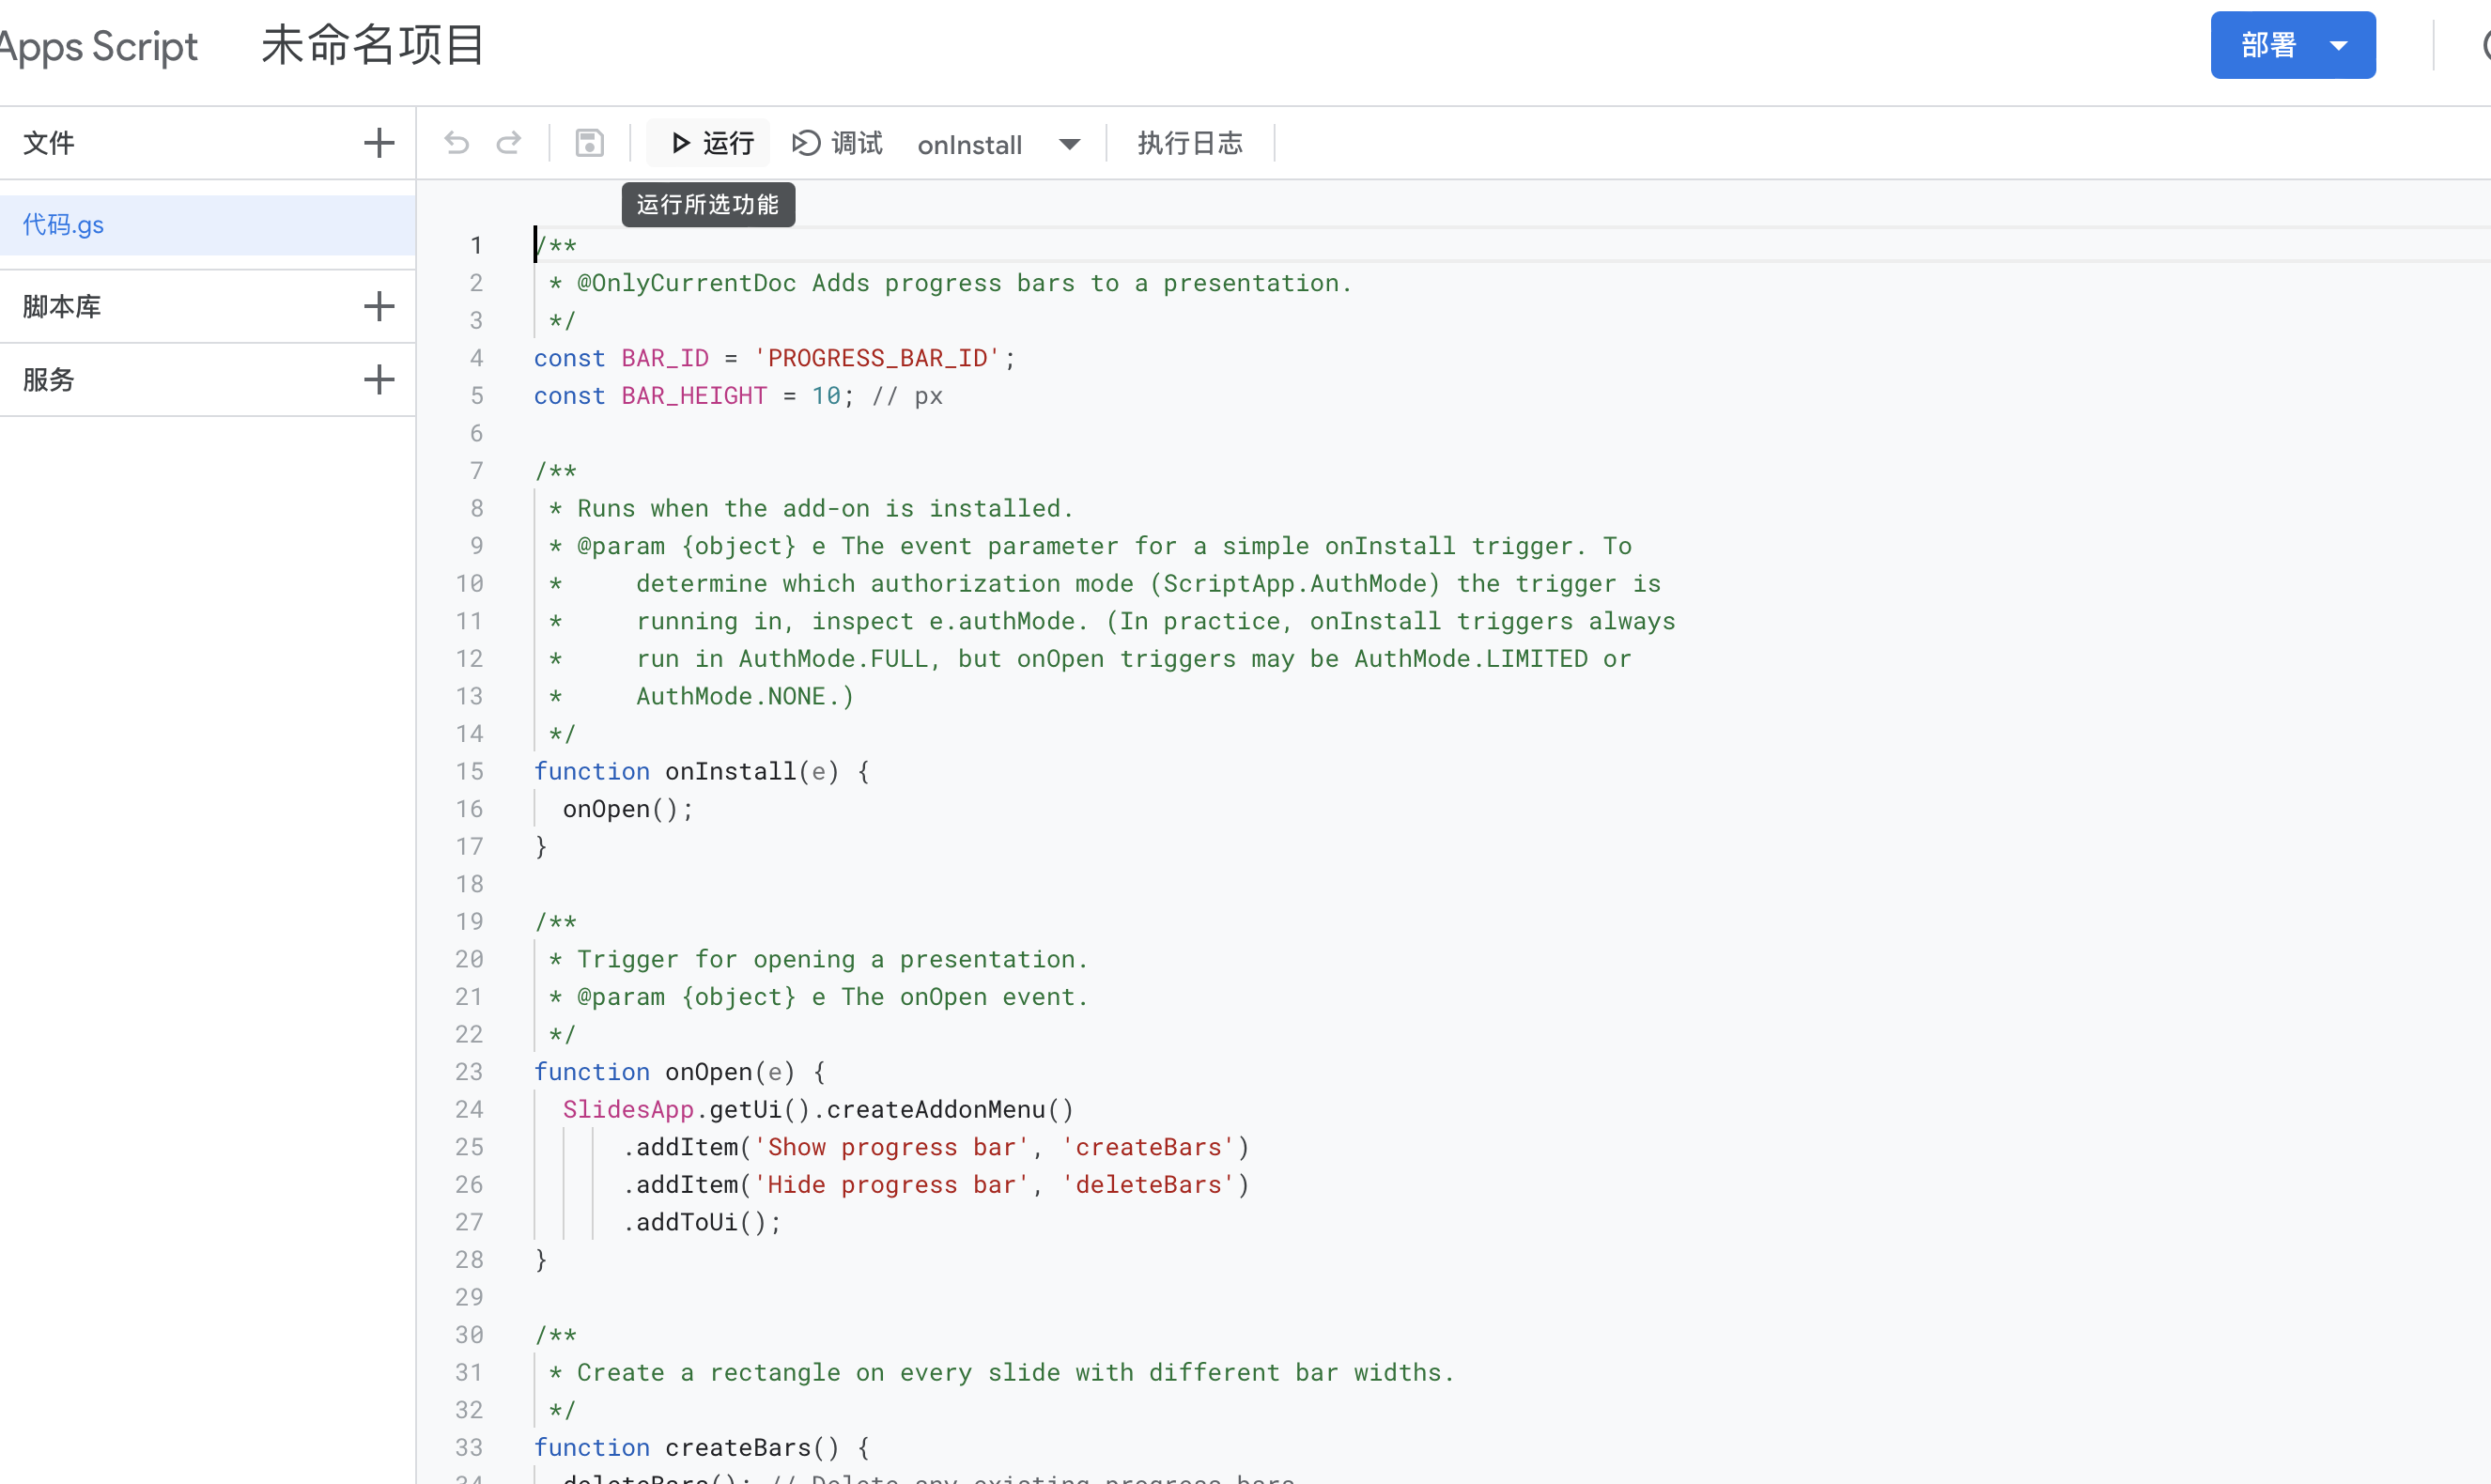 Apps Script 未命名项目 部署
文件
运行 调试 onInstall 执行日志
运行所选功能
代码.gs
脚本库
服务
1 /**
2  * @OnlyCurrentDoc Adds progress bars to a presentation.
3  */
4 const BAR_ID = 'PROGRESS_BAR_ID';
5 const BAR_HEIGHT = 10; // px
6
7 /**
8  * Runs when the add-on is installed.
9  * @param {object} e The event parameter for a simple onInstall trigger. To
10  *     determine which authorization mode (ScriptApp.AuthMode) the trigger is
11  *     running in, inspect e.authMode. (In practice, onInstall triggers always
12  *     run in AuthMode.FULL, but onOpen triggers may be AuthMode.LIMITED or
13  *     AuthMode.NONE.)
14  */
15 function onInstall(e) {
16   onOpen();
17 }
18
19 /**
20  * Trigger for opening a presentation.
21  * @param {object} e The onOpen event.
22  */
23 function onOpen(e) {
24   SlidesApp.getUi().createAddonMenu()
25       .addItem('Show progress bar', 'createBars')
26       .addItem('Hide progress bar', 'deleteBars')
27       .addToUi();
28 }
29
30 /**
31  * Create a rectangle on every slide with different bar widths.
32  */
33 function createBars() {
34   deleteBars(); // Delete any existing progress bars